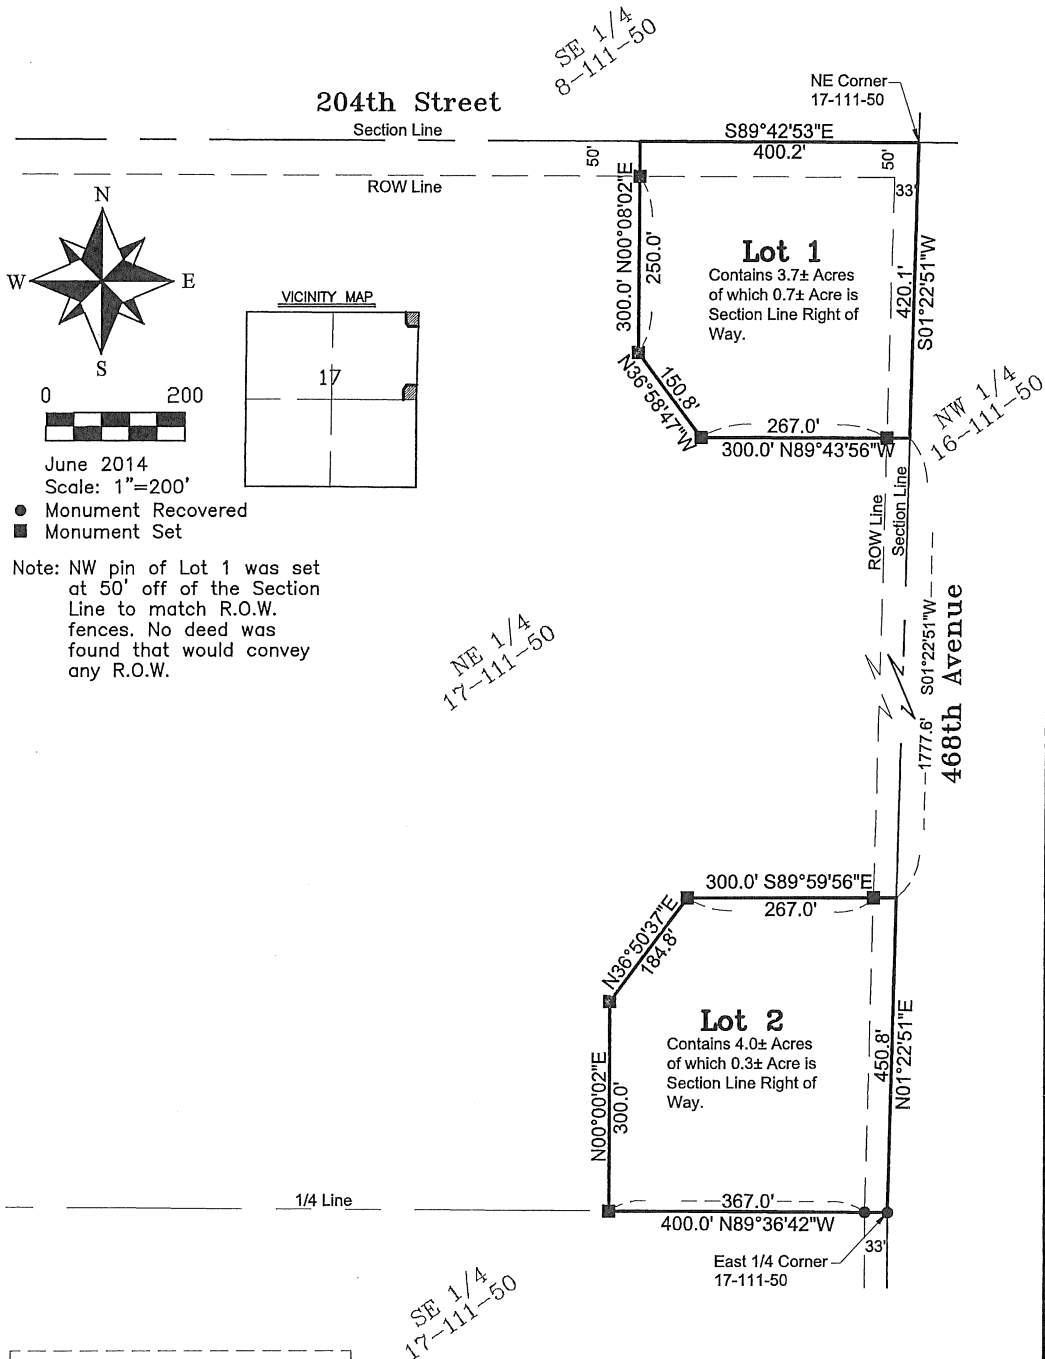 SE 1/4
8-111-50
204th Street
Section Line
NE Corner
17-111-50
S89°42'53"E
400.2'
50'
50'
ROW Line
33'
N
W
E
S
300.0' N00°08'02"E
250.0'
Lot 1
Contains 3.7± Acres
of which 0.7± Acre is
Section Line Right of
Way.
420.1'
S01°22'51"W
VICINITY MAP
17
150.8'
N36°58'47"W
267.0'
300.0' N89°43'56"W
NW 1/4
16-111-50
0
200
June 2014
Scale: 1"=200'
Monument Recovered
Monument Set
Note: NW pin of Lot 1 was set
at 50' off of the Section
Line to match R.O.W.
fences. No deed was
found that would convey
any R.O.W.
ROW Line
Section Line
NE 1/4
17-111-50
1777.6'
S01°22'51"W
468th Avenue
300.0' S89°59'56"E
267.0'
N36°50'37"E
184.8'
Lot 2
Contains 4.0± Acres
of which 0.3± Acre is
Section Line Right of
Way.
N00°00'02"E
300.0'
450.8'
N01°22'51"E
1/4 Line
367.0'
400.0' N89°36'42"W
33'
East 1/4 Corner
17-111-50
SE 1/4
17-111-50